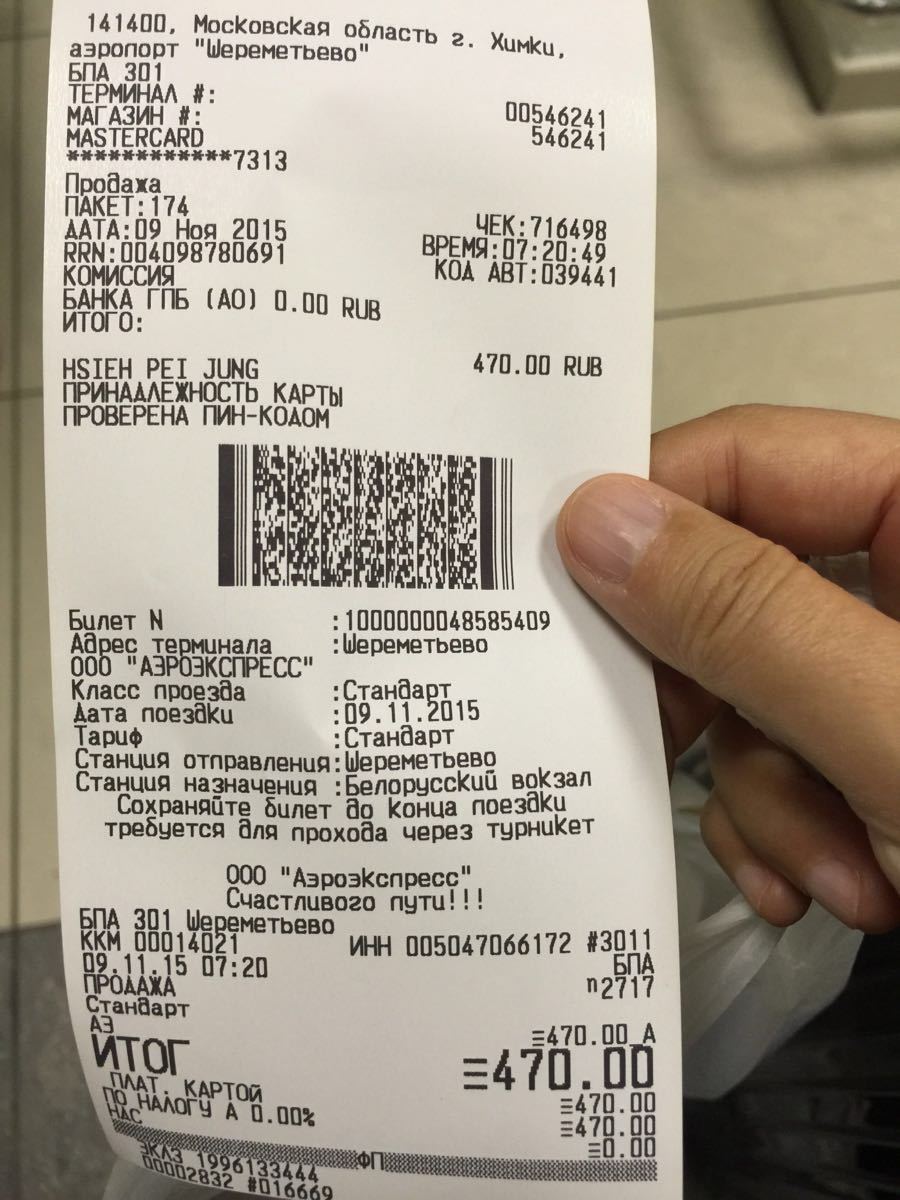 141400, Московская область г. Химки,
аэропорт "Шереметьево"
БПА 301
ТЕРМИНАЛ #: 00546241
МАГАЗИН #: 546241
MASTERCARD
************7313
Продажа
ПАКЕТ:174 ЧЕК:716498
ДАТА:09 Ноя 2015 ВРЕМЯ:07:20:49
RRN:004098780691 КОД АВТ:039441
КОМИССИЯ
БАНКА ГПБ (АО) 0.00 RUB
ИТОГО: 470.00 RUB
HSIEH PEI JUNG
ПРИНАДЛЕЖНОСТЬ КАРТЫ
ПРОВЕРЕНА ПИН-КОДОМ
Билет N :1000000048585409
Адрес терминала :Шереметьево
ООО "АЭРОЭКСПРЕСС"
Класс проезда :Стандарт
Дата поездки :09.11.2015
Тариф :Стандарт
Станция отправления:Шереметьево
Станция назначения :Белорусский вокзал
Сохраняйте билет до конца поездки
требуется для прохода через турникет
ООО "Аэроэкспресс"
Счастливого пути!!!
БПА 301 Шереметьево
ККМ 00014021 ИНН 005047066172 #3011
09.11.15 07:20 БПА
ПРОДАЖА n2717
Стандарт
АЭ ≡470.00_А
ИТОГ ≡470.00
ПЛАТ. КАРТОЙ ≡470.00
ПО НАЛОГУ А 0.00% ≡470.00
НДС ≡0.00
ФП
ЭКЛЗ 1996133444
00002832 #016669